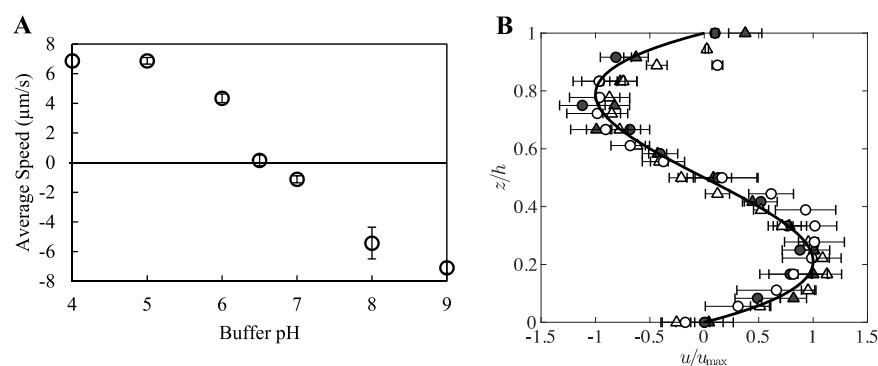 A
Average Speed (μm/s)
8
6
4
2
0
-2
-4
-6
-8
4 5 6 7 8 9
Buffer pH
B
z/h
1
0.8
0.6
0.4
0.2
0
-1.5 -1 -0.5 0 0.5 1 1.5
u/umax